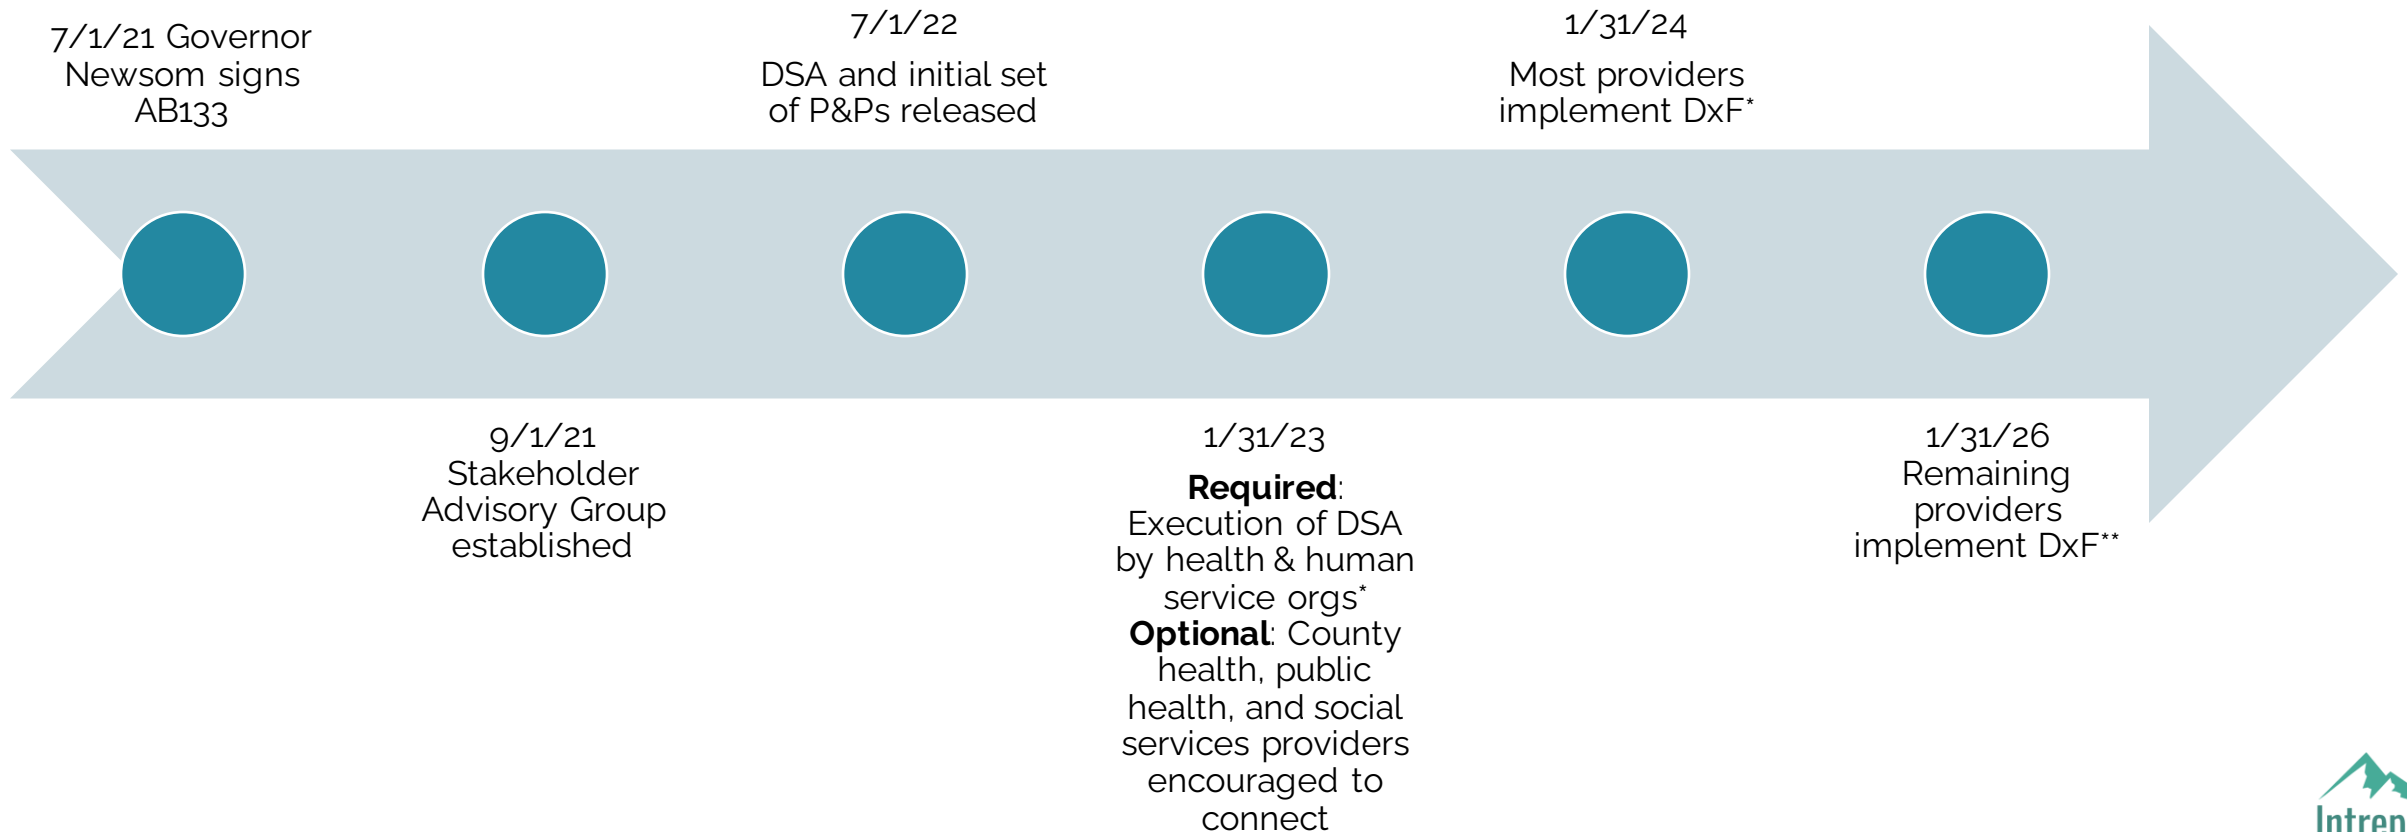 7/1/21 Governor
Newsom signs
AB133
9/1/21
Stakeholder
Advisory Group
established
7/1/22
DSA and initial set
of P&Ps released
1/31/23
Required:
Execution of DSA
by health & human
service orgs*
Optional: County
health, public
health, and social
services providers
encouraged to
connect
1/31/24
Most providers
implement DxF*
1/31/26
Remaining
providers
implement DxF**